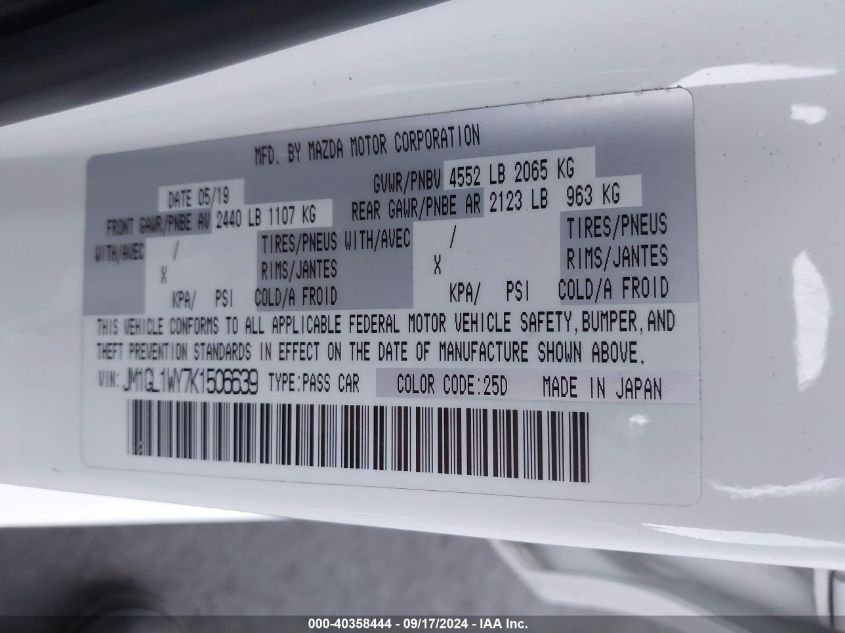 MFD. BY MAZDA MOTOR CORPORATION
DATE 05/19 GVWR/PNBV 4552 LB 2065 KG
FRONT GAWR/PNBE AV 2440 LB 1107 KG REAR GAWR/PNBE AR 2123 LB 963 KG
WITH/AVEC / TIRES/PNEUS WITH/AVEC / TIRES/PNEUS
X RIMS/JANTES X RIMS/JANTES
KPA/ PSI COLD/A FROID KPA/ PSI COLD/A FROID
THIS VEHICLE CONFORMS TO ALL APPLICABLE FEDERAL MOTOR VEHICLE SAFETY, BUMPER, AND
THEFT PREVENTION STANDARDS IN EFFECT ON THE DATE OF MANUFACTURE SHOWN ABOVE.
VIN: JM1GL1WY7K1506639 TYPE:PASS CAR COLOR CODE:25D MADE IN JAPAN
000-40358444 - 09/17/2024 - IAA Inc.